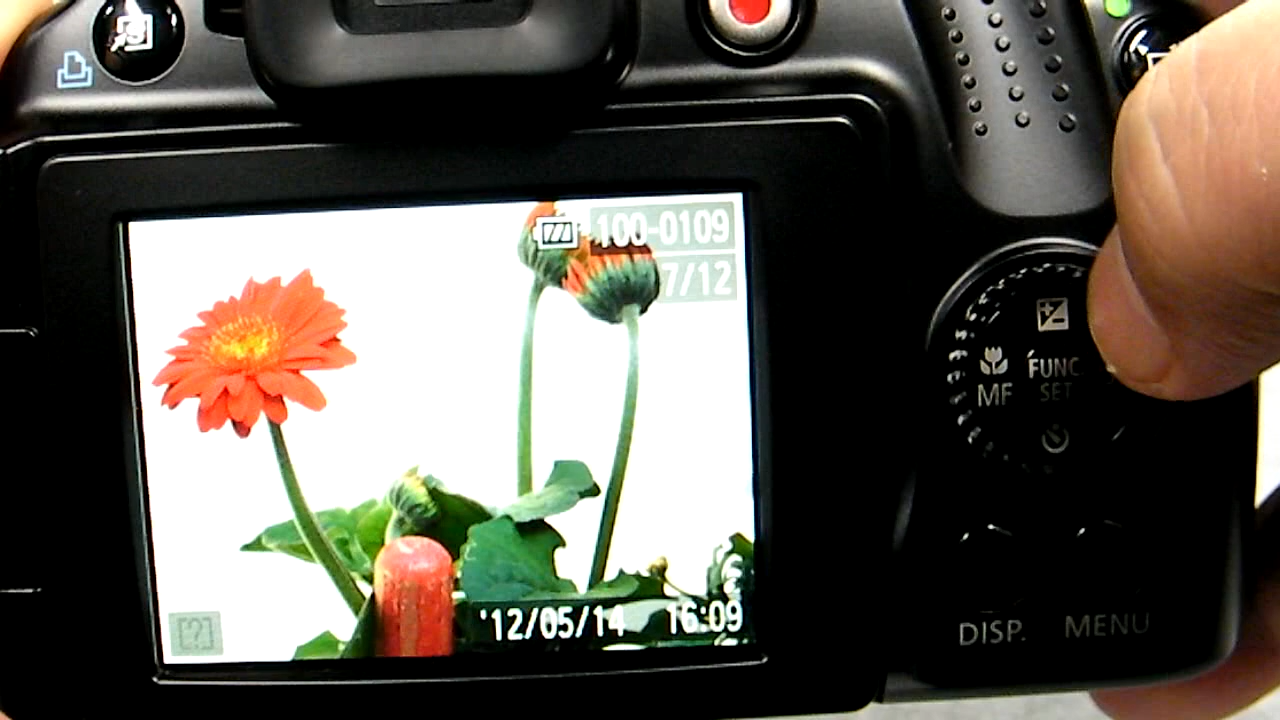 100-0109
7/12
FUNC.
SET
MF
[?]
'12/05/14 16:09
DISP. MENU